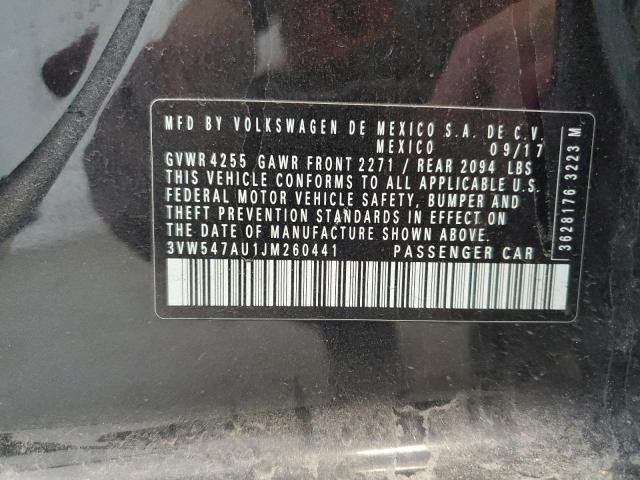 MFD BY VOLKSWAGEN DE MEXICO S.A. DE C.V.
MEXICO 09/17
GVWR 4255 GAWR FRONT 2271 / REAR 2094 LBS
THIS VEHICLE CONFORMS TO ALL APPLICABLE U.S.
FEDERAL MOTOR VEHICLE SAFETY, BUMPER AND
THEFT PREVENTION STANDARDS IN EFFECT ON
THE DATE OF MANUFACTURE SHOWN ABOVE
3VW547AU1JM260441 PASSENGER CAR
3626176 3223 M